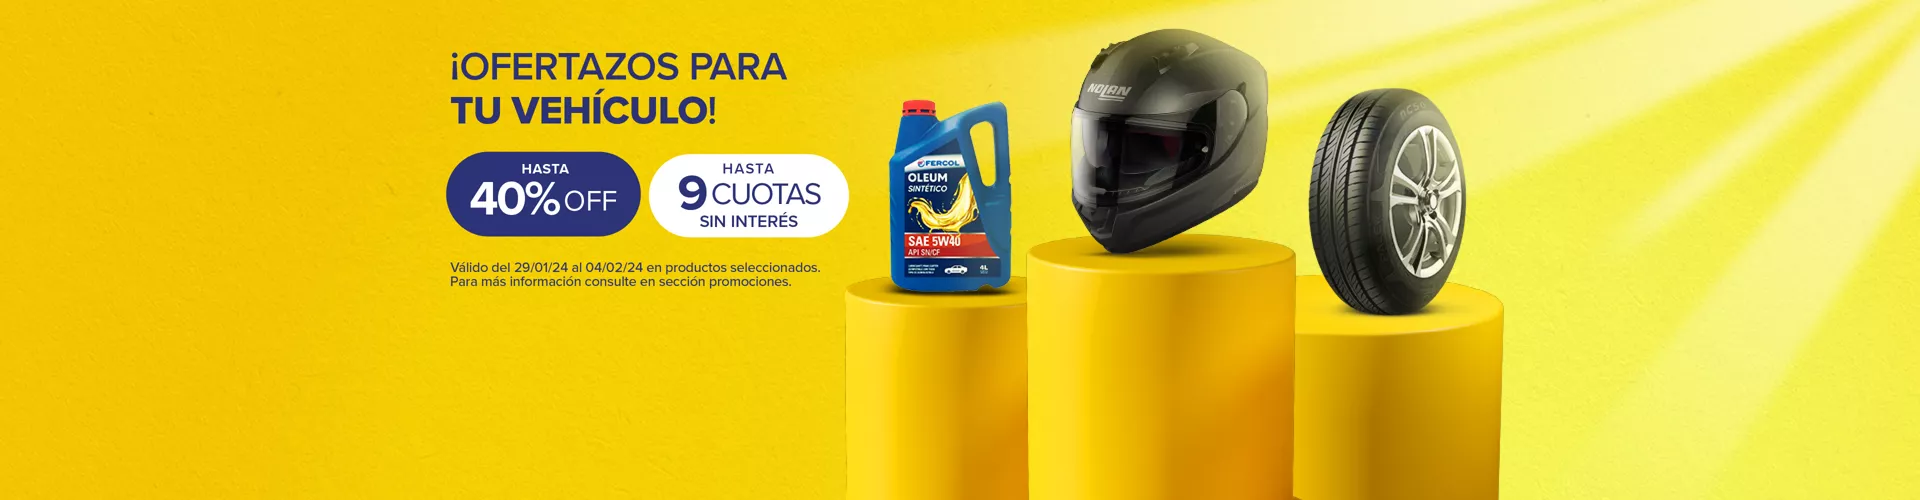 ¡OFERTAZOS PARA
TU VEHÍCULO!
HASTA
40% OFF
HASTA
9 CUOTAS
SIN INTERÉS
Válido del 29/01/24 al 04/02/24 en productos seleccionados.
Para más información consulte en sección promociones.
FERCOL
OLEUM
SINTÉTICO
SAE 5W40
API SN/CF
4L
NOLAN